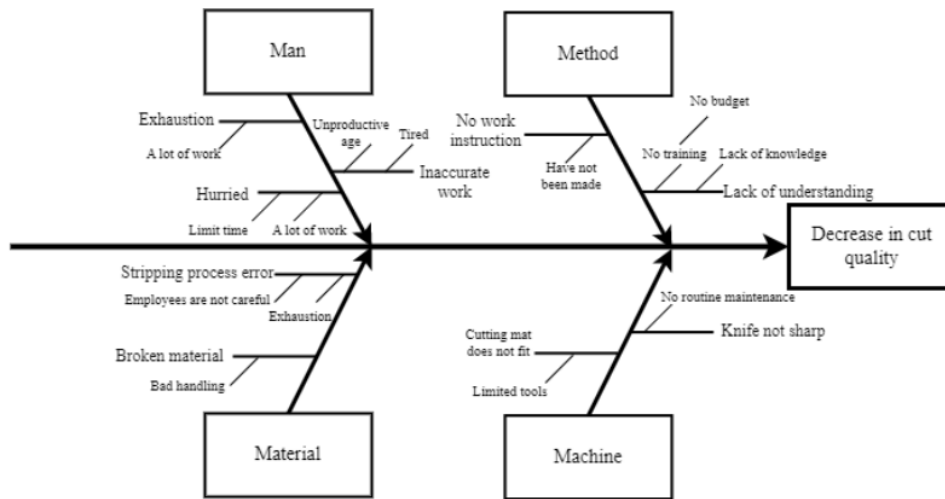 Man
Method
Exhaustion
A lot of work
Unproductive
age
Tired
Inaccurate
work
Hurried
Limit time
A lot of work
No work
instruction
Have not
been made
No budget
No training
Lack of knowledge
Lack of understanding
Decrease in cut
quality
Stripping process error
Employees are not careful
Exhaustion
Broken material
Bad handling
No routine maintenance
Knife not sharp
Cutting mat
does not fit
Limited tools
Material
Machine